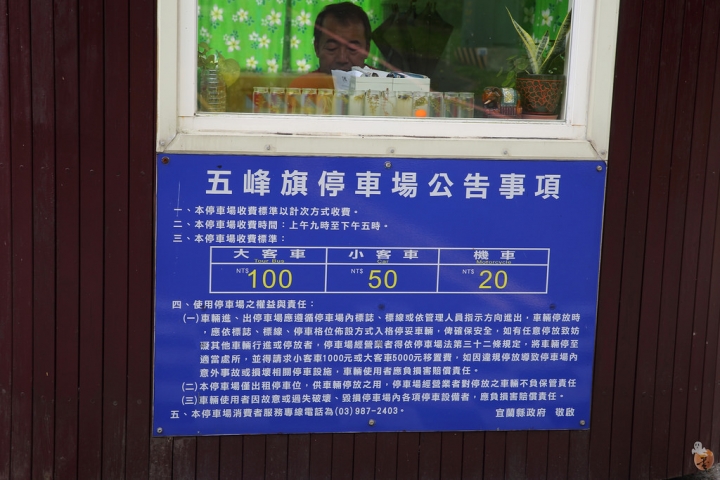 五峰旗停車場公告事項
一、本停車場收費標準以計次方式收費。
二、本停車場收費時間：上午九時至下午五時。
三、本停車場收費標準：
大客車 小客車 機車
Tour Bus Car Motorcycle
NT$100 NT$50 NT$20
四、使用停車場之權益與責任：
(一)車輛進、出停車場應遵循停車場內標誌、標線或依管理人員指示方向進出，車輛停放時
，應依標誌、標線、停車格位佈設方式入格停妥車輛，俾確保安全，如有任意停放致妨
礙其他車輛行進或停放者，停車場經營業者得依停車場法第三十二條規定，將車輛停至
適當處所，並得請求小客車1000元或大客車5000元移置費，如因違規停放導致停車場內
意外事故或損壞相關停車設施，車輛使用者應負損害賠償責任。
(二)本停車場僅出租停車位，供車輛停放之用，停車場經營業者對停放之車輛不負保管責任
(三)車輛使用者因故意或過失破壞、毀損停車場內各項停車設備者，應負損害賠償責任。
五、本停車場消費者服務專線電話為(03)987-2403。 宜蘭縣政府 敬啟